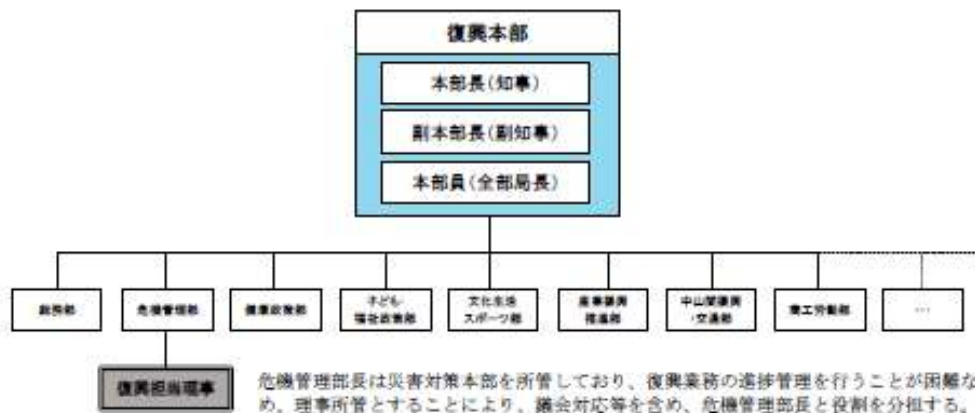 復興本部
本部長(知事)
副本部長(副知事)
本部員(全部局長)
総務部
危機管理部
健康政策部
子ども・
福祉政策部
文化生活
スポーツ部
産業振興
推進部
中山間振興
・交通部
商工労働部
…
復興担当理事
危機管理部長は災害対策本部を所管しており、復興業務の進捗管理を行うことが困難な
め、理事所管とすることにより、議会対応等を含め、危機管理部長と役割を分担する。